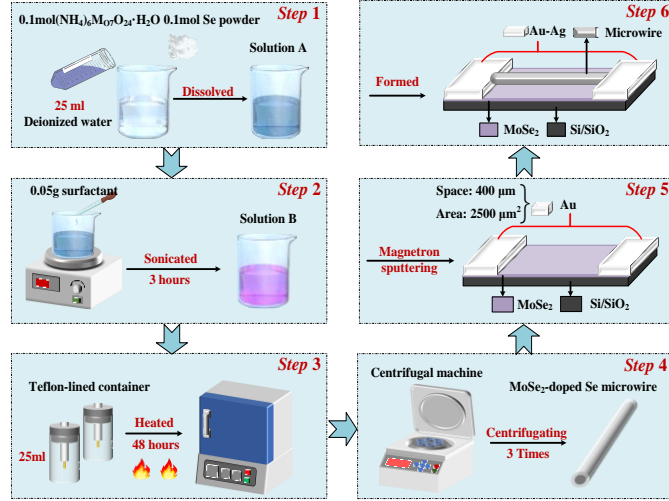 Step 1
0.1mol(NH4)6MO7O24·H2O 0.1mol Se powder
Solution A
25 ml
Deionized water
Dissolved
Step 2
0.05g surfactant
Solution B
Sonicated
3 hours
Step 3
Teflon-lined container
25ml
Heated
48 hours
Step 4
Centrifugal machine
MoSe2-doped Se microwire
Centrifugating
3 Times
Step 5
Space: 400 μm
Area: 2500 μm2
Au
Magnetron
sputtering
MoSe2
Si/SiO2
Step 6
Au-Ag
Microwire
Formed
MoSe2
Si/SiO2